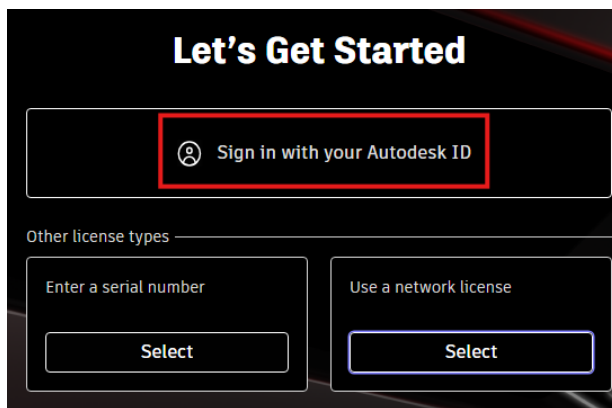 Let's Get Started
Sign in with your Autodesk ID
Other license types
Enter a serial number
Use a network license
Select
Select